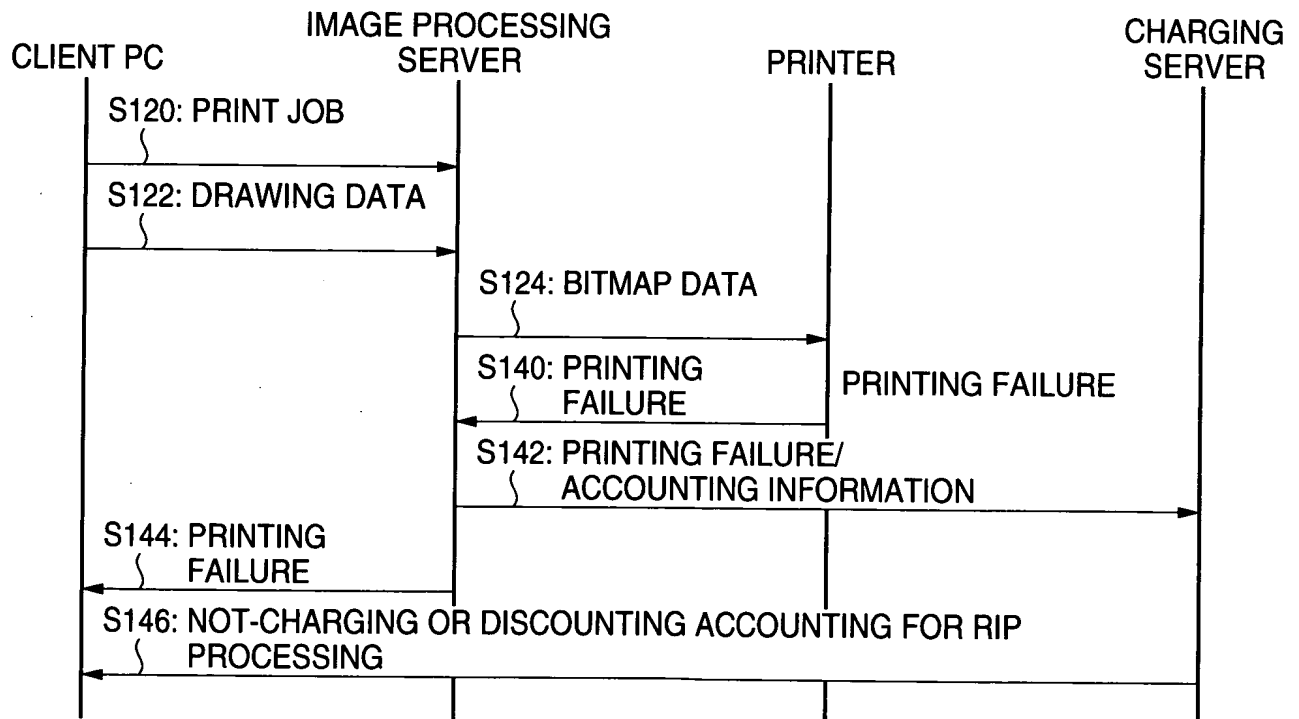 CLIENT PC
IMAGE PROCESSING
SERVER
PRINTER
CHARGING
SERVER
S120: PRINT JOB
S122: DRAWING DATA
S124: BITMAP DATA
S140: PRINTING
FAILURE
PRINTING FAILURE
S142: PRINTING FAILURE/
ACCOUNTING INFORMATION
S144: PRINTING
FAILURE
S146: NOT-CHARGING OR DISCOUNTING ACCOUNTING FOR RIP
PROCESSING